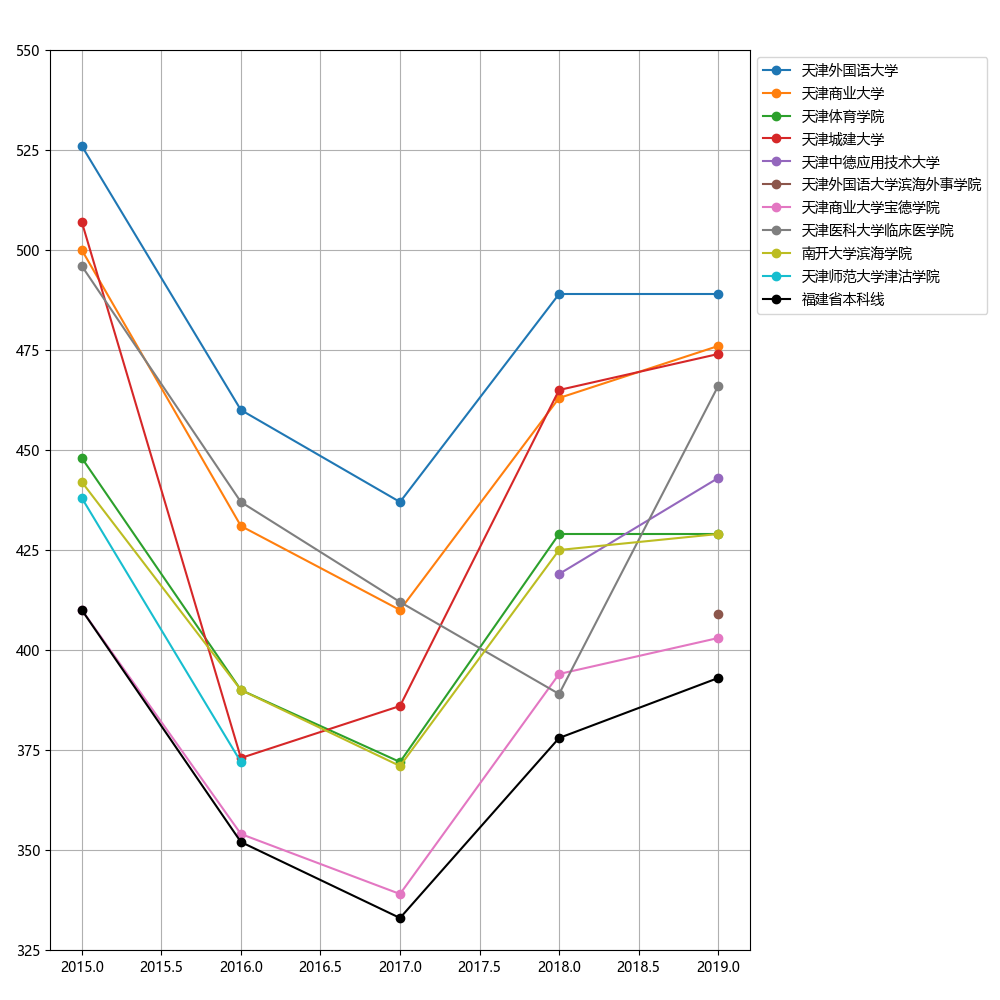 550
525
500
475
450
425
400
375
350
325
2015.0 2015.5 2016.0 2016.5 2017.0 2017.5 2018.0 2018.5 2019.0
天津外国语大学
天津商业大学
天津体育学院
天津城建大学
天津中德应用技术大学
天津外国语大学滨海外事学院
天津商业大学宝德学院
天津医科大学临床医学院
南开大学滨海学院
天津师范大学津沽学院
福建省本科线